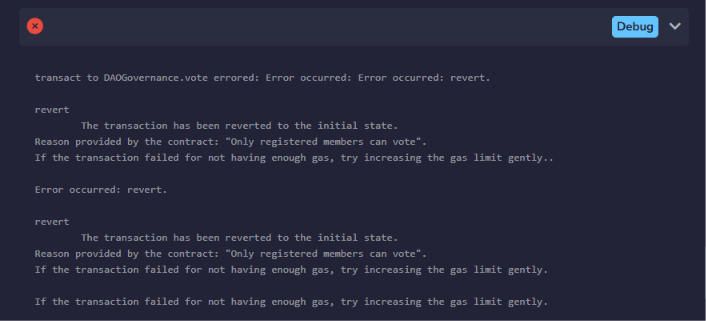 Debug
transact to DAOGovernance.vote errored: Error occurred: Error occurred: revert.
revert
The transaction has been reverted to the initial state.
Reason provided by the contract: "Only registered members can vote".
If the transaction failed for not having enough gas, try increasing the gas limit gently..
Error occurred: revert.
revert
The transaction has been reverted to the initial state.
Reason provided by the contract: "Only registered members can vote".
If the transaction failed for not having enough gas, try increasing the gas limit gently.
If the transaction failed for not having enough gas, try increasing the gas limit gently.